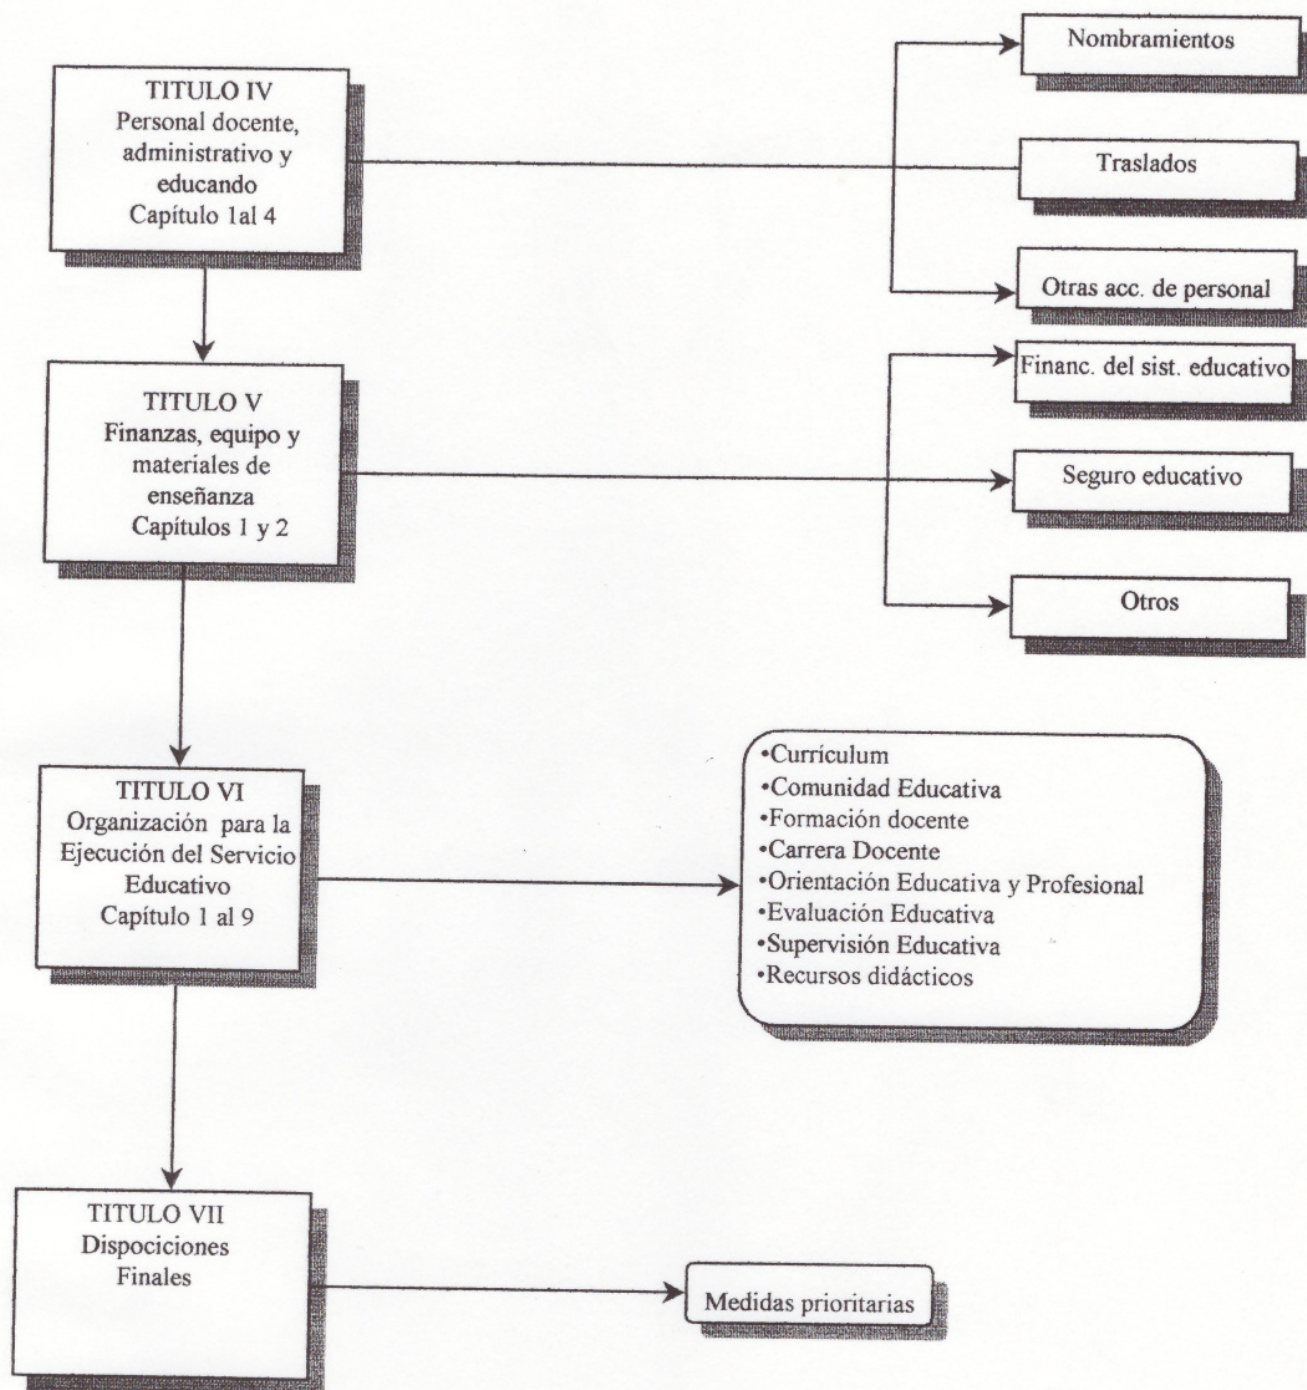 TITULO IV
Personal docente,
administrativo y
educando
Capítulo 1al 4
Nombramientos
Traslados
Otras acc. de personal
TITULO V
Finanzas, equipo y
materiales de
enseñanza
Capítulos 1 y 2
Financ. del sist. educativo
Seguro educativo
Otros
TITULO VI
Organización para la
Ejecución del Servicio
Educativo
Capítulo 1 al 9
•Currículum
•Comunidad Educativa
•Formación docente
•Carrera Docente
•Orientación Educativa y Profesional
•Evaluación Educativa
•Supervisión Educativa
•Recursos didácticos
TITULO VII
Dispociciones
Finales
Medidas prioritarias